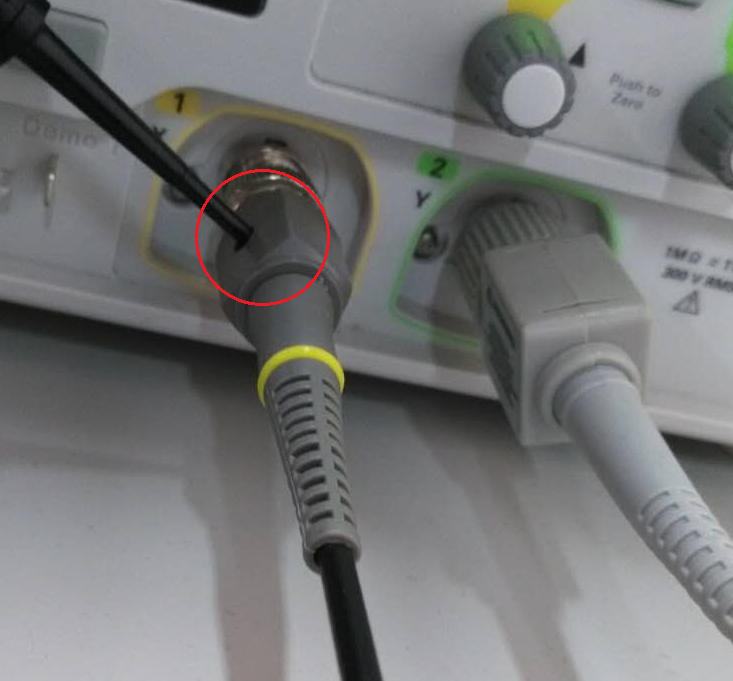 1
X
Demo
2
Y
Push to
Zero
1MΩ
300 V RMS